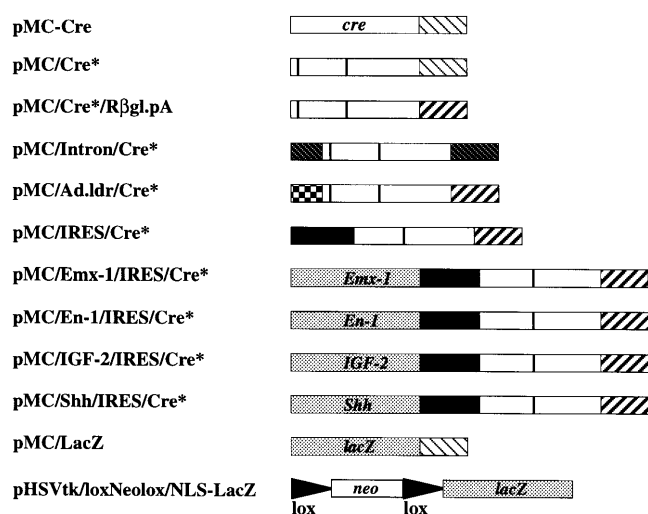 pMC-Cre cre
pMC/Cre*
pMC/Cre*/Rβgl.pA
pMC/Intron/Cre*
pMC/Ad.ldr/Cre*
pMC/IRES/Cre*
pMC/Emx-1/IRES/Cre* Emx-1
pMC/En-1/IRES/Cre* En-1
pMC/IGF-2/IRES/Cre* IGF-2
pMC/Shh/IRES/Cre* Shh
pMC/LacZ lacZ
pHSVtk/loxNeolox/NLS-LacZ neo lacZ
lox lox